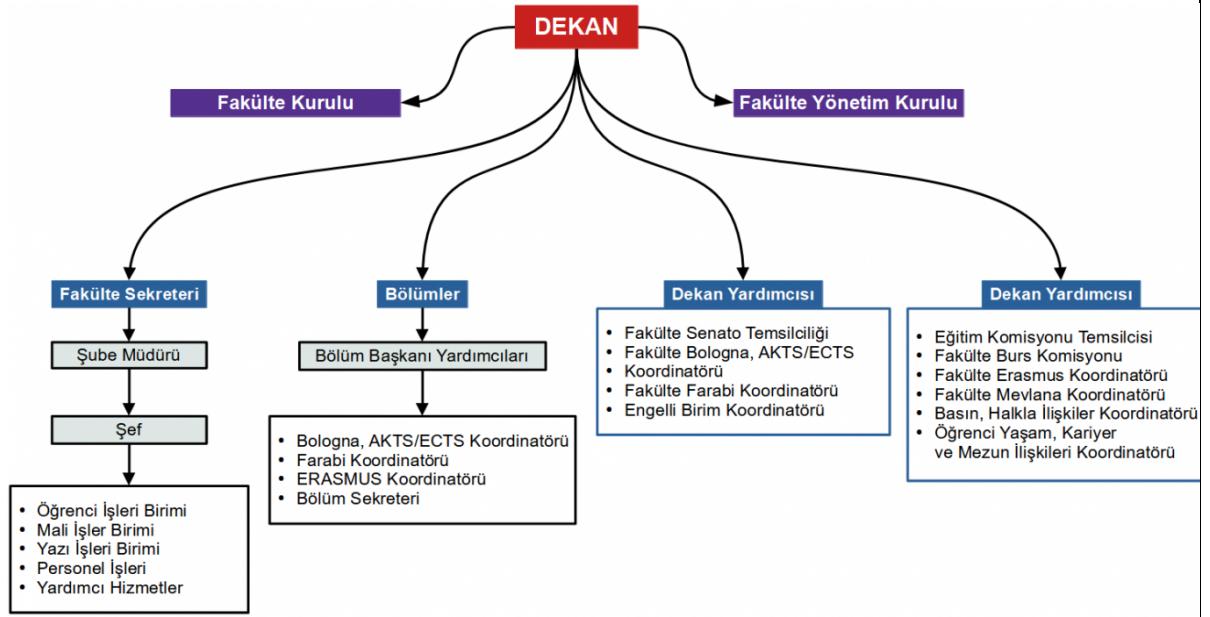 DEKAN
Fakülte Kurulu
Fakülte Yönetim Kurulu
Fakülte Sekreteri
Şube Müdürü
Şef
• Öğrenci İşleri Birimi
• Mali İşler Birimi
• Yazı İşleri Birimi
• Personel İşleri
• Yardımcı Hizmetler
Bölümler
Bölüm Başkanı Yardımcıları
• Bologna, AKTS/ECTS Koordinatörü
• Farabi Koordinatörü
• ERASMUS Koordinatörü
• Bölüm Sekreteri
Dekan Yardımcısı
• Fakülte Senato Temsilciliği
• Fakülte Bologna, AKTS/ECTS
• Koordinatörü
• Fakülte Farabi Koordinatörü
• Engelli Birim Koordinatörü
Dekan Yardımcısı
• Eğitim Komisyonu Temsilcisi
• Fakülte Burs Komisyonu
• Fakülte Erasmus Koordinatörü
• Fakülte Mevlana Koordinatörü
• Basın, Halkla İlişkiler Koordinatörü
• Öğrenci Yaşam, Kariyer
ve Mezun İlişkileri Koordinatörü